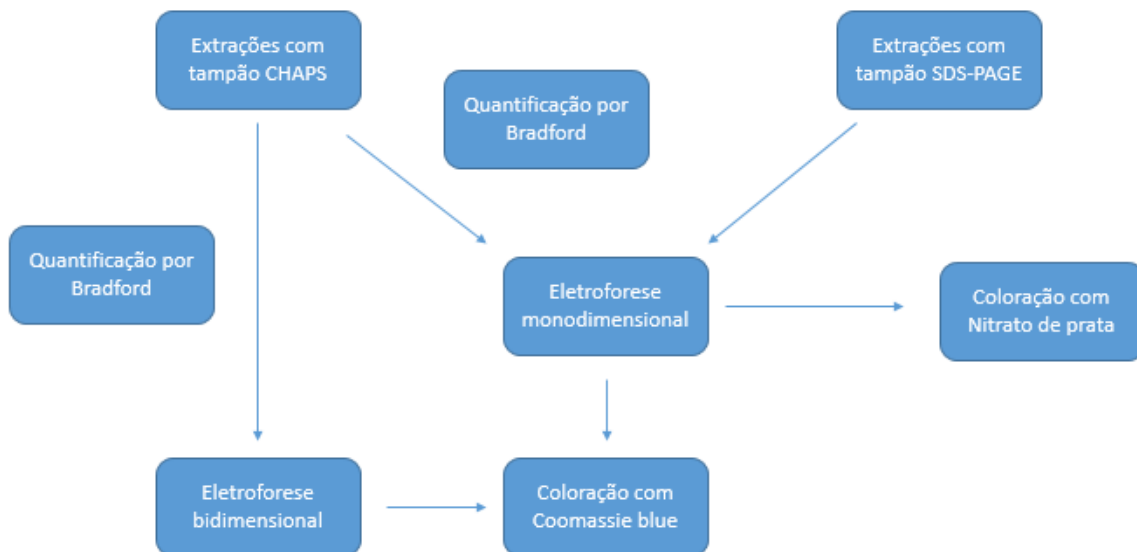 Extrações com
tampão CHAPS
Extrações com
tampão SDS-PAGE
Quantificação por
Bradford
Quantificação por
Bradford
Eletroforese
monodimensional
Coloração com
Nitrato de prata
Eletroforese
bidimensional
Coloração com
Coomassie blue